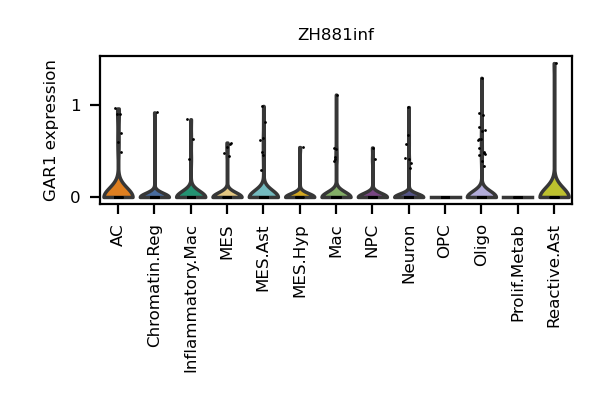 ZH881inf
GAR1 expression
1
0
AC
Chromatin.Reg
Inflammatory.Mac
MES
MES.Ast
MES.Hyp
Mac
NPC
Neuron
OPC
Oligo
Prolif.Metab
Reactive.Ast